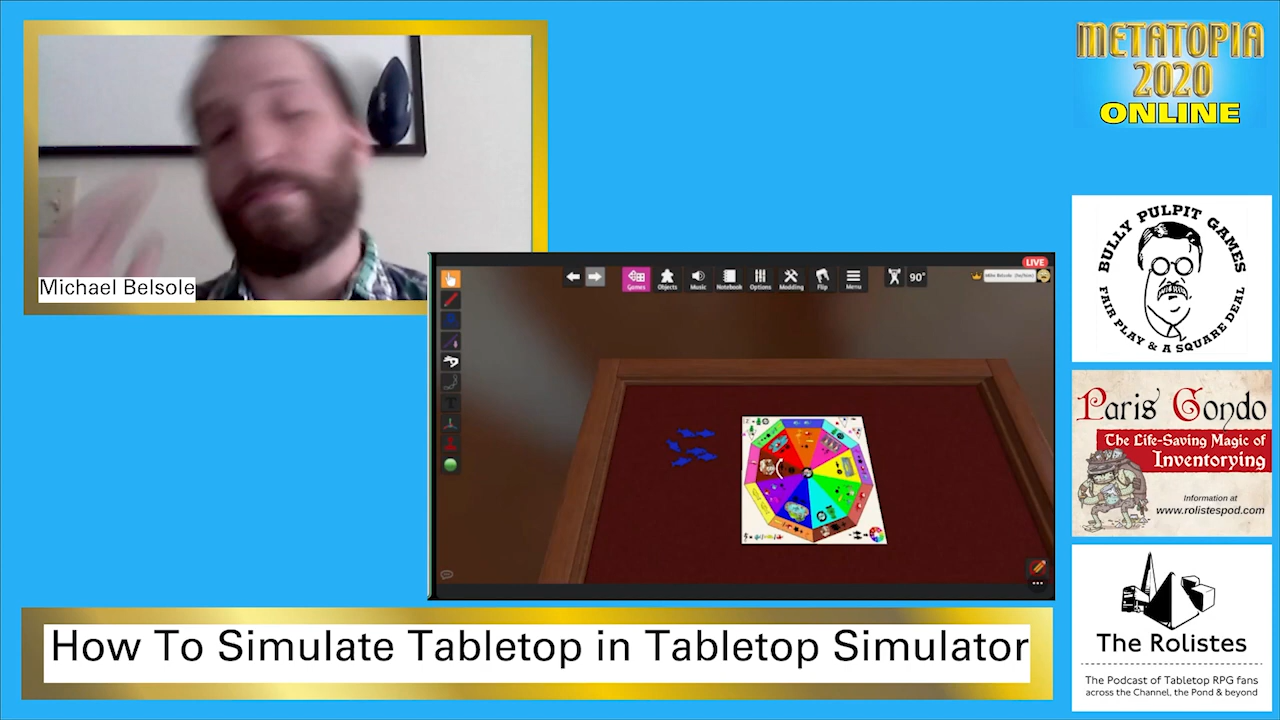 METATOPIA
2020
ONLINE
Michael Belsole
LIVE
Games
Objects
Music
Notebook
Options
Modding
Flip
Menu
90°
BULLY PULPIT GAMES
FAIR PLAY & A SQUARE DEAL
Paris Gondo
The Life-Saving Magic of
Inventorying
Information at
www.rolistespod.com
How To Simulate Tabletop in Tabletop Simulator
The Rolistes
The Podcast of Tabletop RPG fans
across the Channel, the Pond & beyond